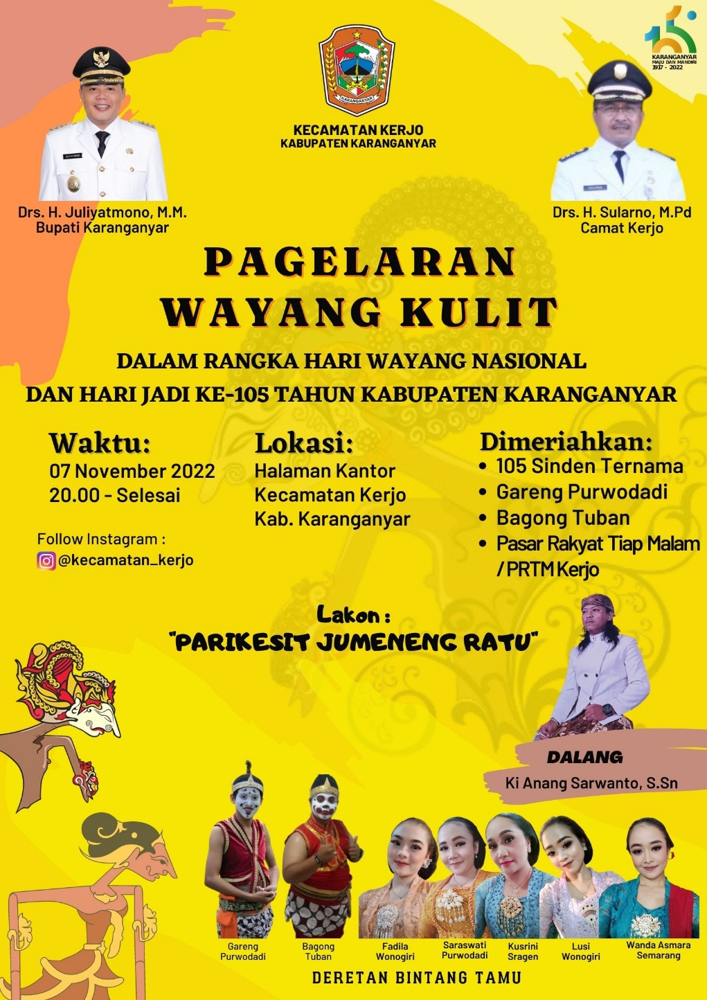 KARANGANYAR
MAJU DAN MANDIRI
1917 - 2022
KARANGANYAR
KECAMATAN KERJO
KABUPATEN KARANGANYAR
Drs. H. Juliyatmono, M.M.
Bupati Karanganyar
Drs. H. Sularno, M.Pd
Camat Kerjo
PAGELARAN
WAYANG KULIT
DALAM RANGKA HARI WAYANG NASIONAL
DAN HARI JADI KE-105 TAHUN KABUPATEN KARANGANYAR
Waktu:
07 November 2022
20.00 - Selesai
Follow Instagram :
@kecamatan_kerjo
Lokasi:
Halaman Kantor
Kecamatan Kerjo
Kab. Karanganyar
Dimeriahkan:
• 105 Sinden Ternama
• Gareng Purwodadi
• Bagong Tuban
• Pasar Rakyat Tiap Malam
/ PRTM Kerjo
Lakon :
"PARIKESIT JUMENENG RATU"
DALANG
Ki Anang Sarwanto, S.Sn
Gareng
Purwodadi
Bagong
Tuban
Fadila
Wonogiri
Saraswati
Purwodadi
Kusrini
Sragen
Lusi
Wonogiri
Wanda Asmara
Semarang
DERETAN BINTANG TAMU